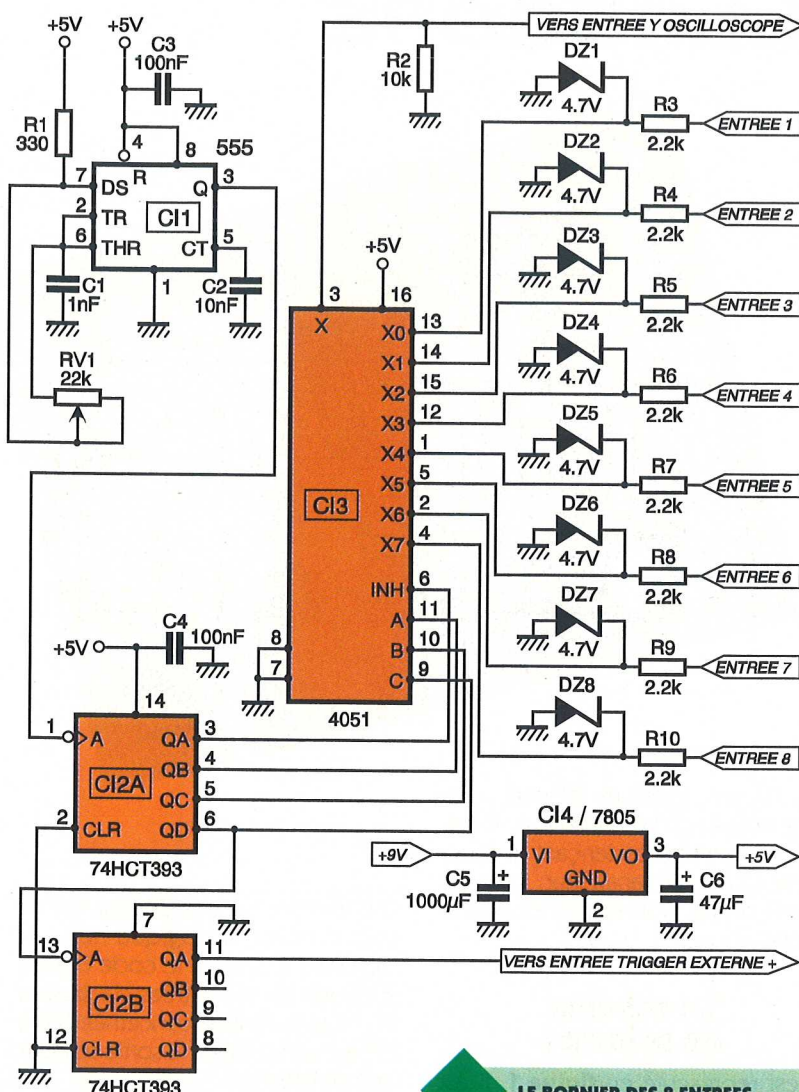 +5V
R1
330
+5V
C3
100nF
4
8
555
R
7
DS
Q
3
2
TR
CI1
6
THR
CT
5
C1
1nF
1
C2
10nF
RV1
22k
R2
10k
VERS ENTREE Y OSCILLOSCOPE
+5V
3
16
X
X0
13
X1
14
X2
15
X3
12
X4
1
X5
5
X6
2
X7
4
CI3
INH
6
A
11
B
10
C
9
8
7
4051
DZ1
4.7V
R3
2.2k
ENTREE 1
DZ2
4.7V
R4
2.2k
ENTREE 2
DZ3
4.7V
R5
2.2k
ENTREE 3
DZ4
4.7V
R6
2.2k
ENTREE 4
DZ5
4.7V
R7
2.2k
ENTREE 5
DZ6
4.7V
R8
2.2k
ENTREE 6
DZ7
4.7V
R9
2.2k
ENTREE 7
DZ8
4.7V
R10
2.2k
ENTREE 8
+5V
C4
100nF
14
1
A
QA
3
CI2A
QB
4
QC
5
2
CLR
QD
6
74HCT393
7
13
A
QA
11
CI2B
QB
10
QC
9
12
CLR
QD
8
74HCT393
CI4 / 7805
+9V
1
VI
VO
3
+5V
GND
2
C5
1000µF
+
C6
47µF
+
VERS ENTREE TRIGGER EXTERNE +
LE BORNIER DES 8 ENTREES